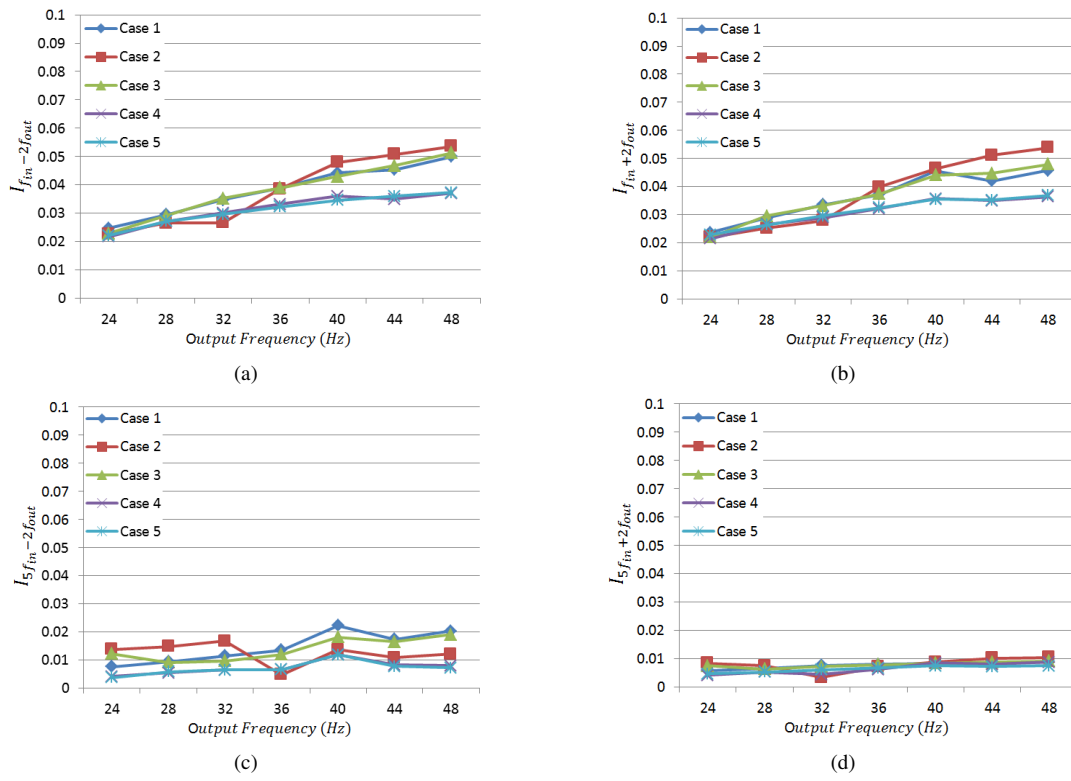 0.1
0.09
0.08
0.07
0.06
0.05
0.04
0.03
0.02
0.01
0
Case 1
Case 2
Case 3
Case 4
Case 5
I_{f_{in}-2f_{out}}
24 28 32 36 40 44 48
Output Frequency (Hz)
(a)
0.1
0.09
0.08
0.07
0.06
0.05
0.04
0.03
0.02
0.01
0
Case 1
Case 2
Case 3
Case 4
Case 5
I_{f_{in}+2f_{out}}
24 28 32 36 40 44 48
Output Frequency (Hz)
(b)
0.1
0.09
0.08
0.07
0.06
0.05
0.04
0.03
0.02
0.01
0
Case 1
Case 2
Case 3
Case 4
Case 5
I_{5f_{in}-2f_{out}}
24 28 32 36 40 44 48
Output Frequency (Hz)
(c)
0.1
0.09
0.08
0.07
0.06
0.05
0.04
0.03
0.02
0.01
0
Case 1
Case 2
Case 3
Case 4
Case 5
I_{5f_{in}+2f_{out}}
24 28 32 36 40 44 48
Output Frequency (Hz)
(d)